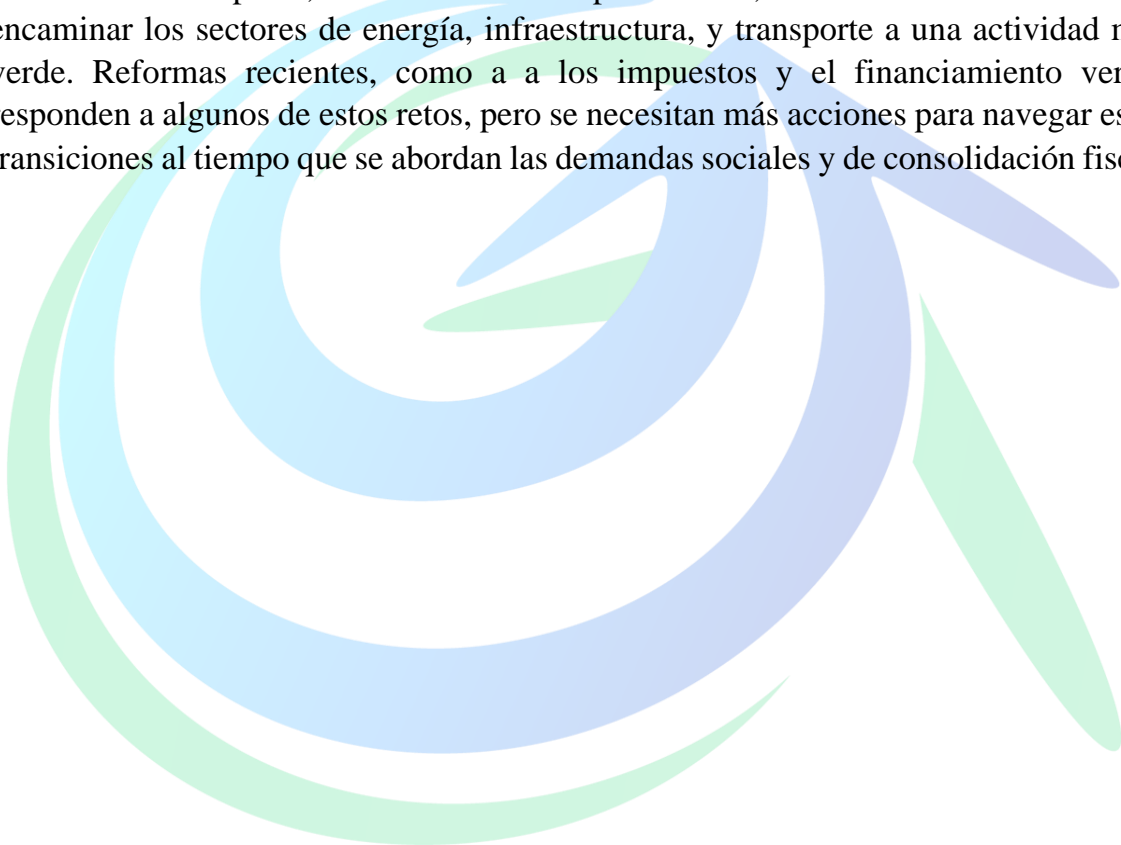 encaminar los sectores de energía, infraestructura, y transporte a una actividad
verde. Reformas recientes, como a a los impuestos y el financiamiento
responden a algunos de estos retos, pero se necesitan más acciones para navegar
transiciones al tiempo que se abordan las demandas sociales y de consolidación